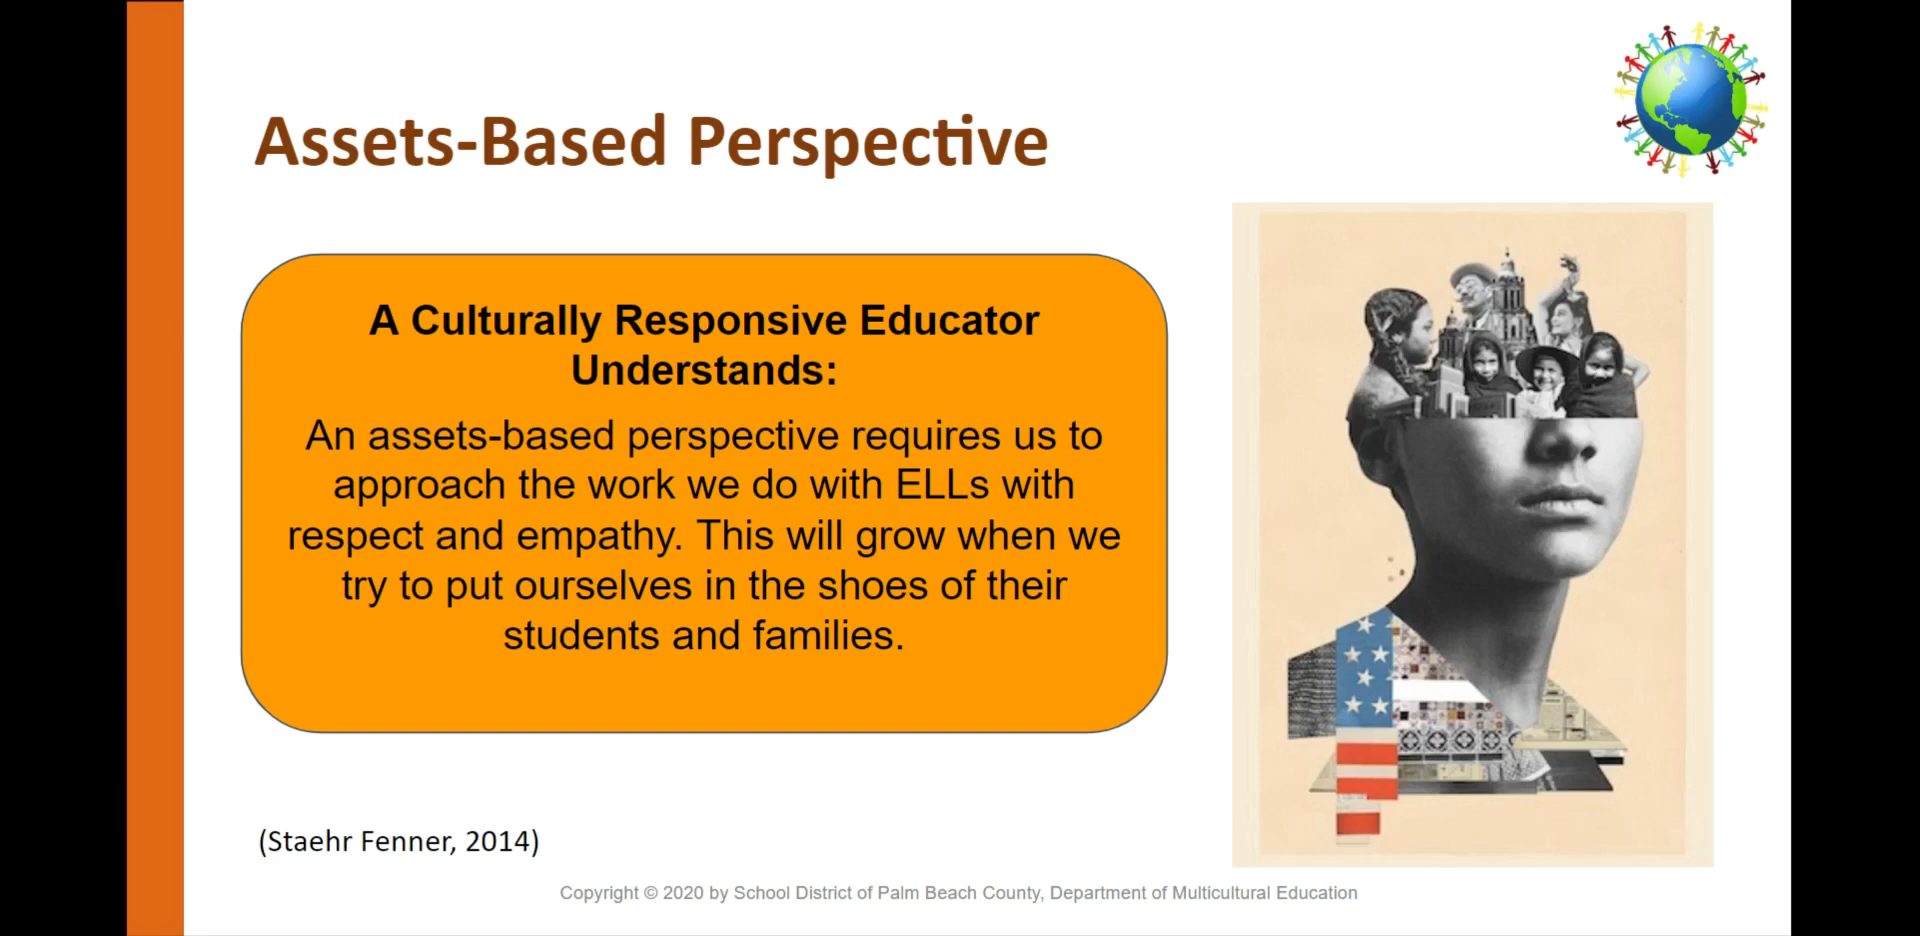 Assets-Based Perspective
A Culturally Responsive Educator
Understands:
An assets-based perspective requires us to
approach the work we do with ELLs with
respect and empathy. This will grow when we
try to put ourselves in the shoes of their
students and families.
(Staehr Fenner, 2014)
Copyright © 2020 by School District of Palm Beach County, Department of Multicultural Education